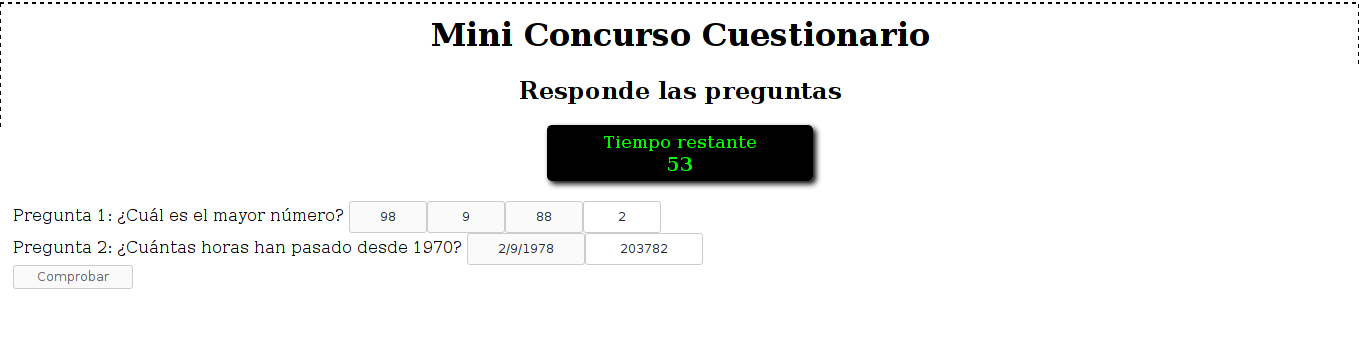 Mini Concurso Cuestionario
Responde las preguntas
Tiempo restante
53
Pregunta 1: ¿Cuál es el mayor número? 98 9 88 2
Pregunta 2: ¿Cuántas horas han pasado desde 1970? 2/9/1978 203782
Comprobar